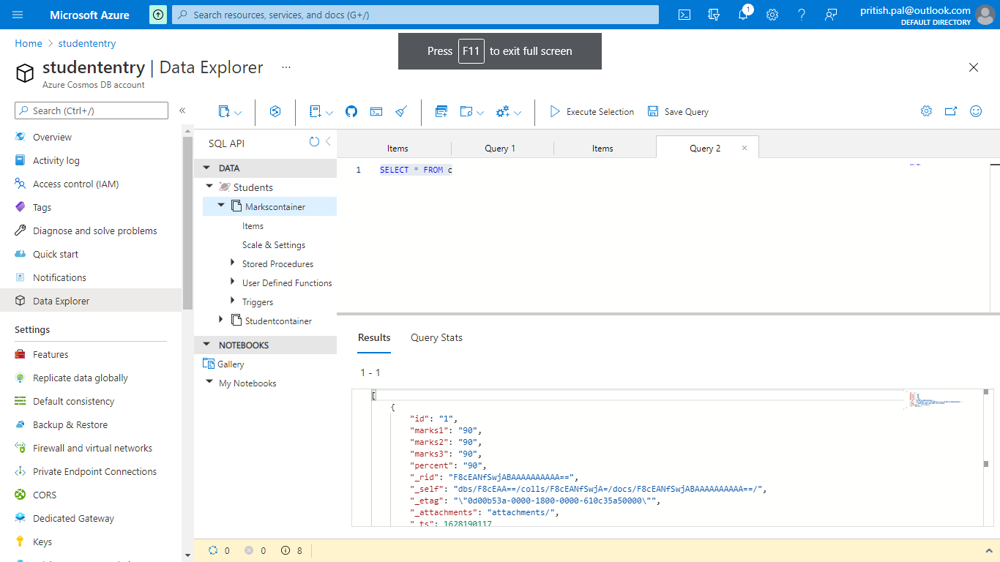 Microsoft Azure
Search resources, services, and docs (G+/)
1
pritish.pal@outlook.com
DEFAULT DIRECTORY
Home > studententry
Press F11 to exit full screen
studententry | Data Explorer ...
Azure Cosmos DB account
Search (Ctrl+/)
«
Overview
Activity log
Access control (IAM)
Tags
Diagnose and solve problems
Quick start
Notifications
Data Explorer
Settings
Features
Replicate data globally
Default consistency
Backup & Restore
Firewall and virtual networks
Private Endpoint Connections
CORS
Dedicated Gateway
Keys
Execute Selection
Save Query
SQL API
DATA
Students
Markscontainer
Items
Scale & Settings
Stored Procedures
User Defined Functions
Triggers
Studentcontainer
NOTEBOOKS
Gallery
My Notebooks
Items
Query 1
Items
Query 2
1 SELECT * FROM c
Results
Query Stats
1 - 1
[
{
"id": "1",
"marks1": "90",
"marks2": "90",
"marks3": "90",
"percent": "90",
"_rid": "F8cEANfSwjABAAAAAAAAAA==",
"_self": "dbs/F8cEAA==/colls/F8cEANfSwjA=/docs/F8cEANfSwjABAAAAAAAAAA==/",
"_etag": "\"0d00b53a-0000-1800-0000-610c35a50000\"",
"_attachments": "attachments/",
"_ts": 1628190117
0 0 8